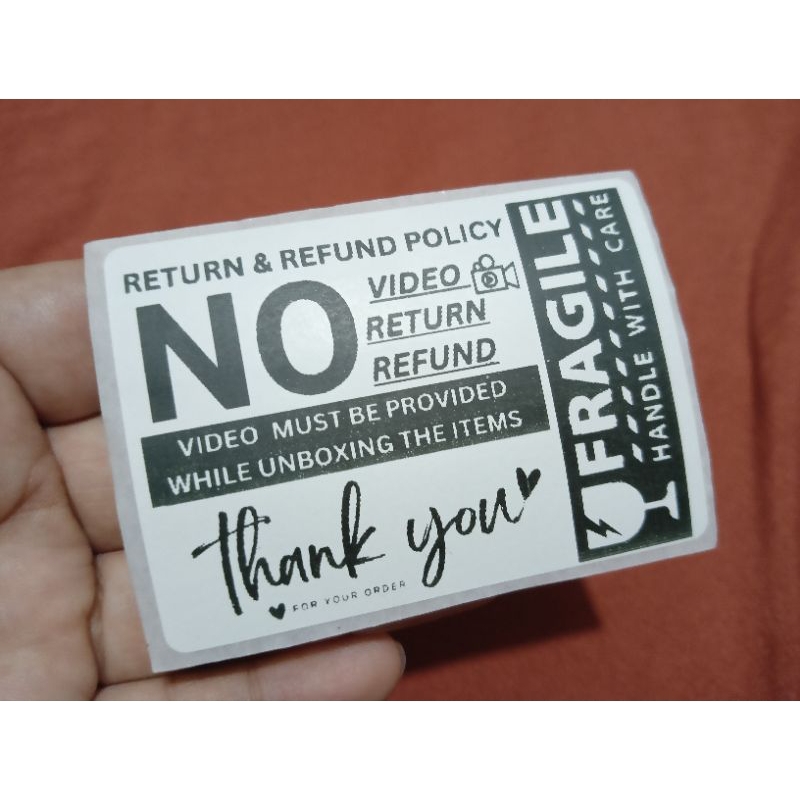 RETURN & REFUND POLICY
NO
VIDEO
RETURN
REFUND
VIDEO MUST BE PROVIDED
WHILE UNBOXING THE ITEMS
thank you
FOR YOUR ORDER
FRAGILE
HANDLE WITH CARE